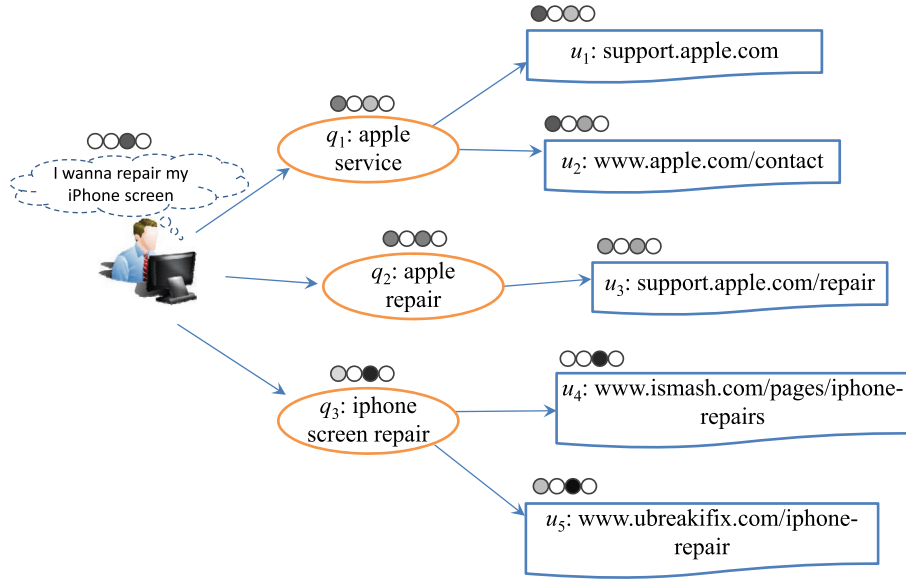 I wanna repair my
iPhone screen
q1: apple
service
q2: apple
repair
q3: iphone
screen repair
u1: support.apple.com
u2: www.apple.com/contact
u3: support.apple.com/repair
u4: www.ismash.com/pages/iphone-
repairs
u5: www.ubreakifix.com/iphone-
repair